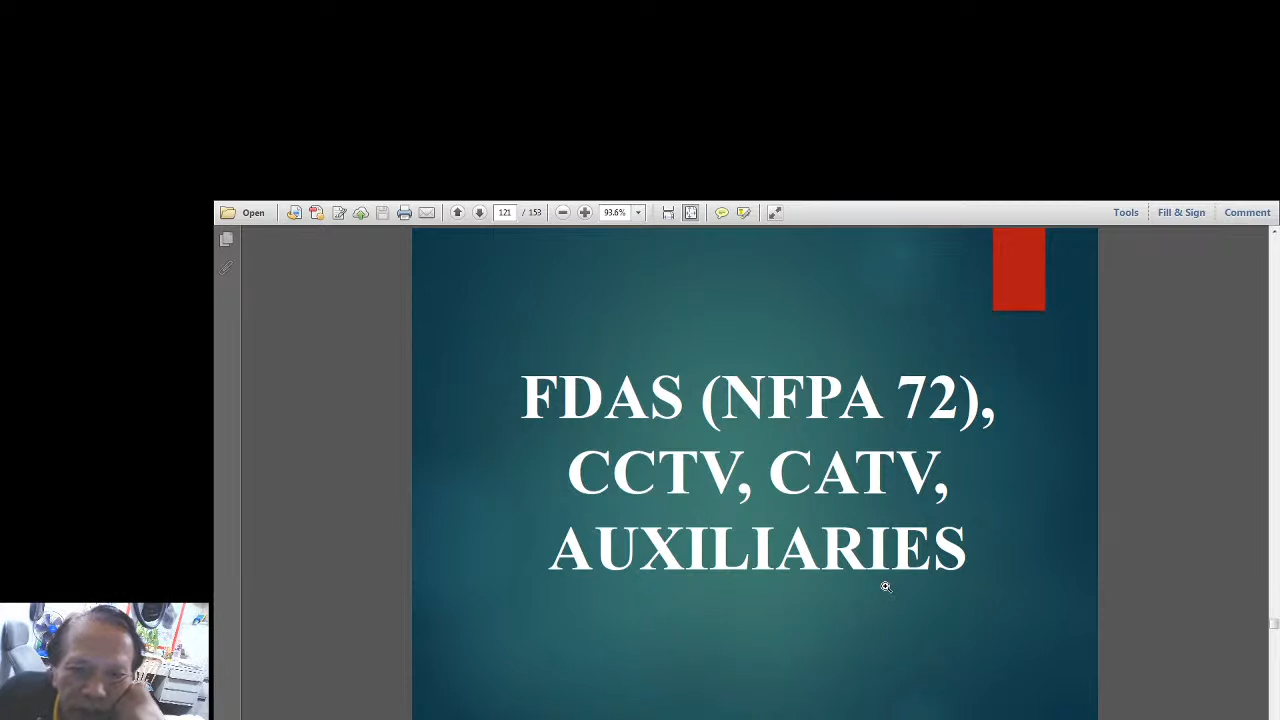 Open
121
/ 153
93.6%
Tools
Fill & Sign
Comment
FDAS (NFPA 72),
CCTV, CATV,
AUXILIARIES